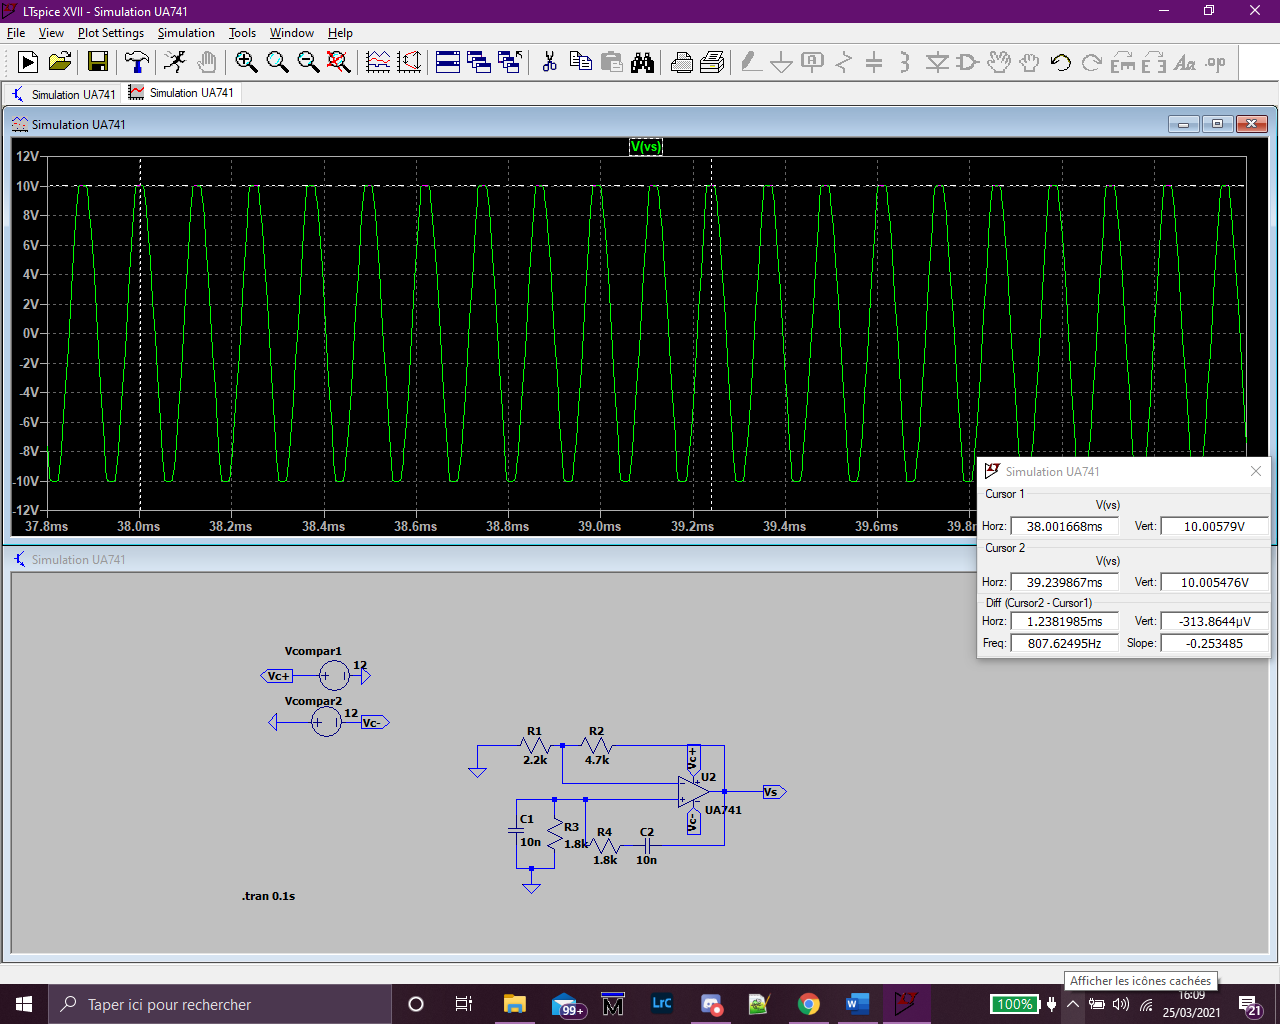 LTspice XVII - Simulation UA741
File View Plot Settings Simulation Tools Window Help
Simulation UA741 Simulation UA741
Simulation UA741
V(vs)
12V
10V
8V
6V
4V
2V
0V
-2V
-4V
-6V
-8V
-10V
-12V
37.8ms 38.0ms 38.2ms 38.4ms 38.6ms 38.8ms 39.0ms 39.2ms 39.4ms 39.6ms 39.8m
Simulation UA741
Cursor 1
V(vs)
Horz: 38.001668ms Vert: 10.00579V
Cursor 2
V(vs)
Horz: 39.239867ms Vert: 10.005476V
Diff (Cursor2 - Cursor1)
Horz: 1.2381985ms Vert: -313.8644µV
Freq: 807.62495Hz Slope: -0.253485
Simulation UA741
Vcompar1
12
Vc+
Vcompar2
12
Vc-
R1 R2
2.2k 4.7k
Vc+
U2
Vs
UA741
Vc-
C1
10n
R3
1.8k
R4 C2
1.8k 10n
.tran 0.1s
Afficher les icônes cachées
Taper ici pour rechercher
99+
LrC
100%
16:09
25/03/2021
21